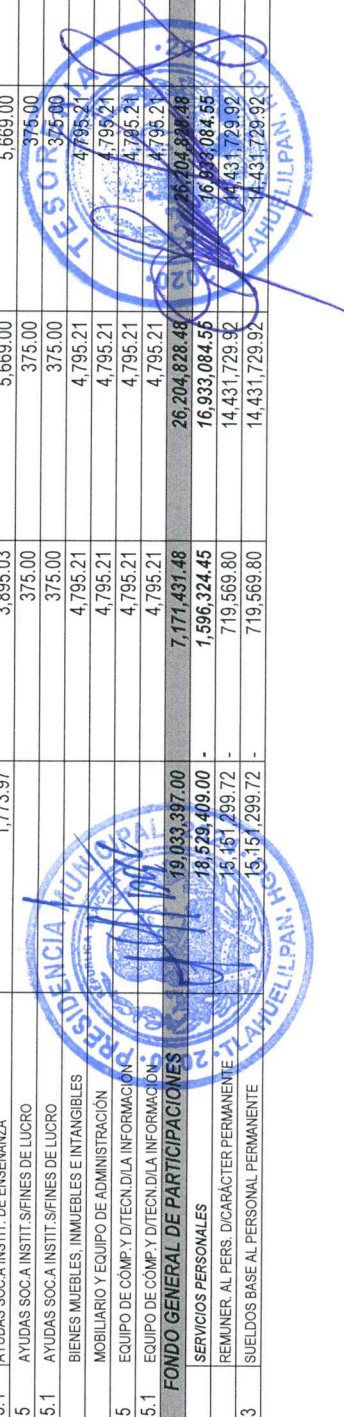 5.1 AYUDAS SOC.A INSTIT. DE ENSEÑANZA 1,773.97 3,895.03 5,669.00 5,669.00
5 AYUDAS SOC.A INSTIT.S/FINES DE LUCRO 375.00 375.00 375.00
5.1 AYUDAS SOC.A INSTIT.S/FINES DE LUCRO 375.00 375.00 375.00
BIENES MUEBLES, INMUEBLES E INTANGIBLES 4,795.21 4,795.21 4,795.21
MOBILIARIO Y EQUIPO DE ADMINISTRACIÓN 4,795.21 4,795.21 4,795.21
5 EQUIPO DE CÓMP.Y D/TECN.D/LA INFORMACIÓN 4,795.21 4,795.21 4,795.21
5.1 EQUIPO DE CÓMP.Y D/TECN.D/LA INFORMACIÓN 4,795.21 4,795.21 4,795.21
FONDO GENERAL DE PARTICIPACIONES 19,033,397.00 7,171,431.48 26,204,828.48 26,204,828.48
SERVICIOS PERSONALES 18,529,409.00 - 1,596,324.45 16,933,084.55 16,933,084.55
REMUNER. AL PERS. D/CARÁCTER PERMANENTE 15,151,299.72 - 719,569.80 14,431,729.92 14,431,729.92
3 SUELDOS BASE AL PERSONAL PERMANENTE 15,151,299.72 - 719,569.80 14,431,729.92 14,431,729.92
PRESIDENCIA MUNICIPAL
TLAHUELILPAN, HGO.
TESORERIA
2020 2024
TLAHUELILPAN, HGO.